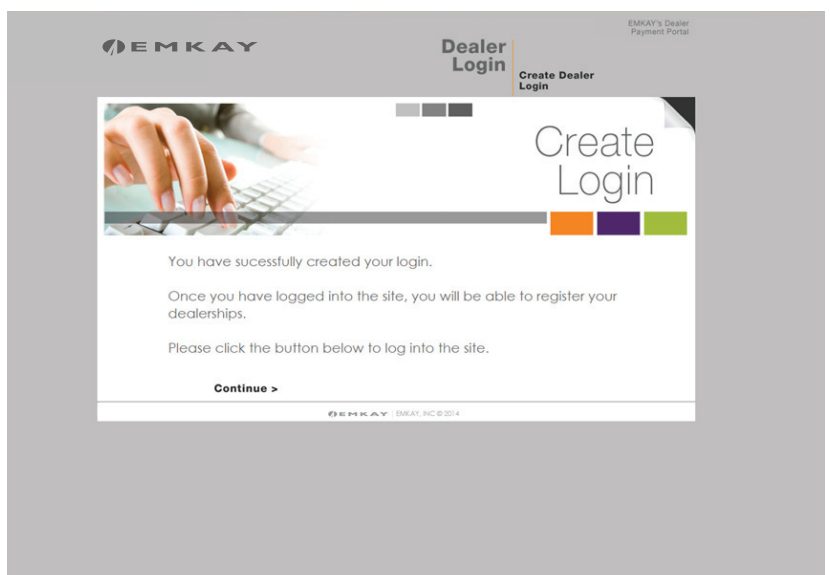 EMKAY's Dealer
Payment Portal
EMKAY
Dealer
Login
Create Dealer
Login
Create
Login
You have sucessfully created your login.
Once you have logged into the site, you will be able to register your
dealerships.
Please click the button below to log into the site.
Continue >
EMKAY | EMKAY, INC © 2014